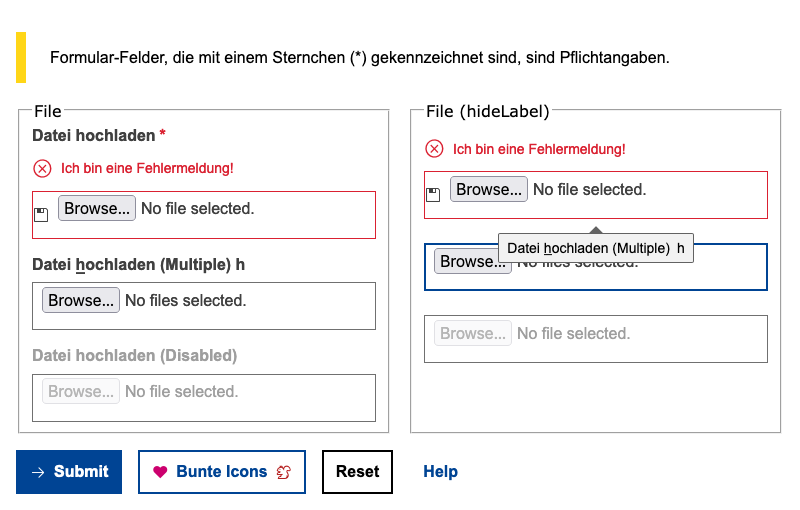 Formular-Felder, die mit einem Sternchen (*) gekennzeichnet sind, sind Pflichtangaben.
File
Datei hochladen *
Ich bin eine Fehlermeldung!
Browse... No file selected.
Datei hochladen (Multiple) h
Browse... No files selected.
Datei hochladen (Disabled)
Browse... No file selected.
File (hideLabel)
Ich bin eine Fehlermeldung!
Browse... No file selected.
Datei hochladen (Multiple) h
Browse... No files selected.
Browse... No file selected.
Submit
Bunte Icons
Reset
Help